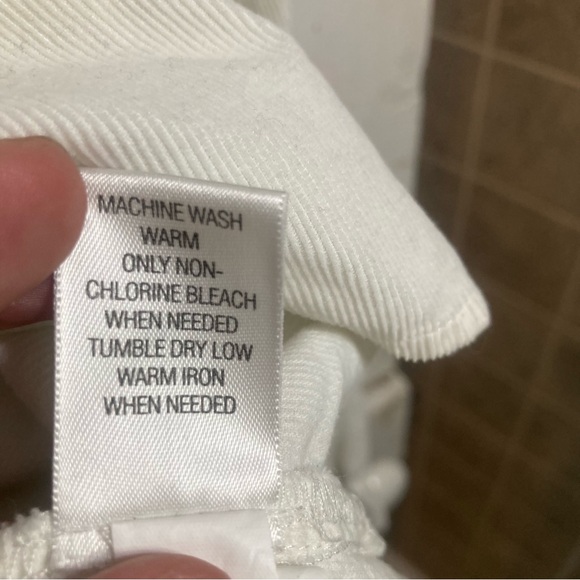 MACHINE WASH
WARM
ONLY NON-
CHLORINE BLEACH
WHEN NEEDED
TUMBLE DRY LOW
WARM IRON
WHEN NEEDED